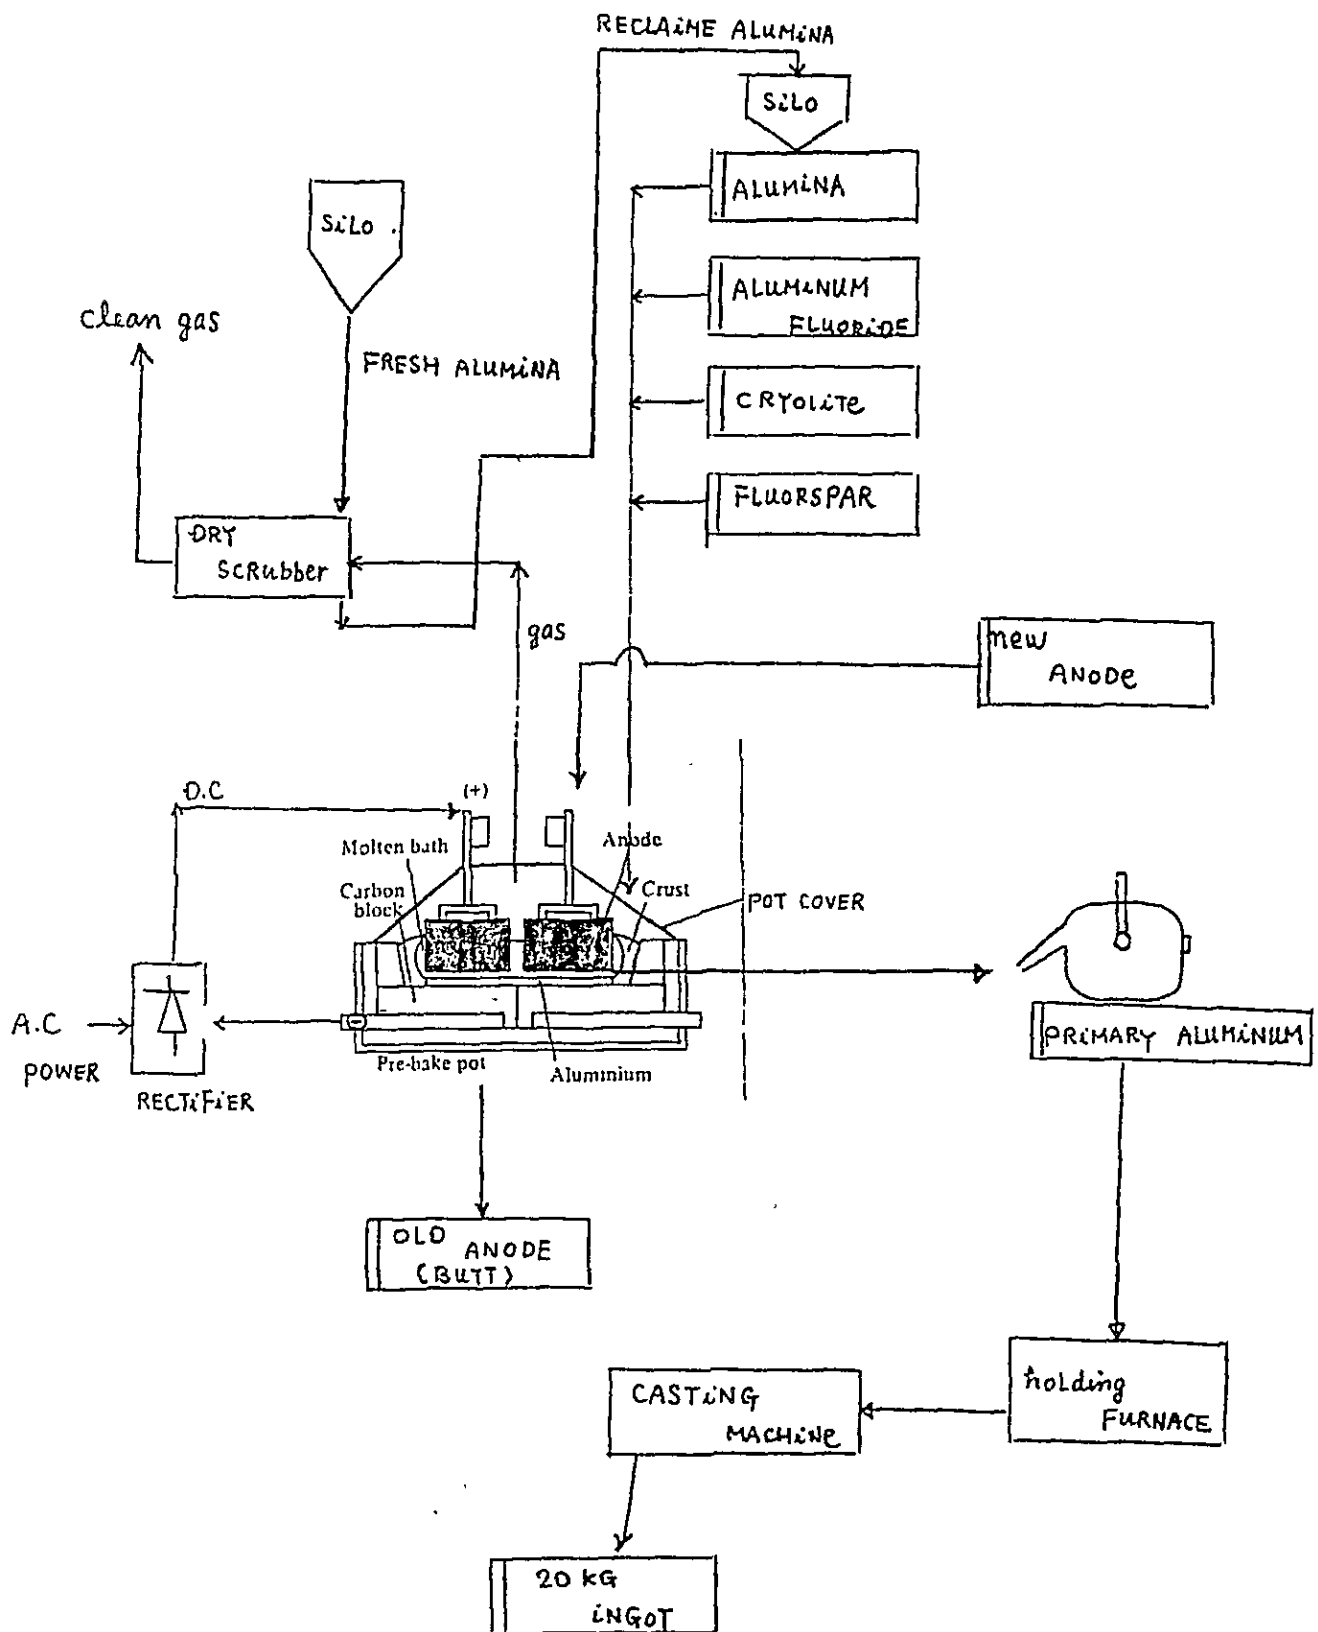 RECLAiME ALUMiNA
SiLO
ALUMiNA
SiLO
ALUMiNUM
FLUORiDE
clean gas
FRESH ALUMiNA
CRYOLiTe
FLUORSPAR
DRY
SCRubber
gas
new
ANODe
D.C
(+)
Molten bath
Anode
Carbon
block
Crust
POT COVER
A.C
POWER
PRiMARY ALUMiNUM
Pre-bake pot
Aluminium
RECTiFiER
OLD
ANODE
(BUTT)
holding
FURNACE
CASTiNG
MACHiNe
20 KG
iNGOT